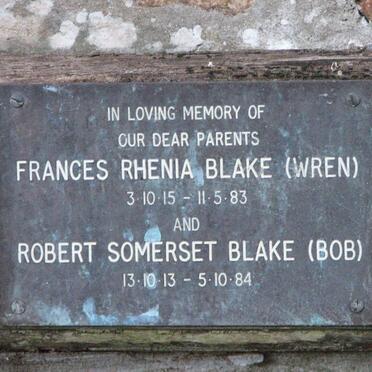 IN LOVING MEMORY OF
OUR DEAR PARENTS
FRANCES RHENIA BLAKE (WREN)
3·10·15 - 11·5·83
AND
ROBERT SOMERSET BLAKE (BOB)
13·10·13 - 5·10·84